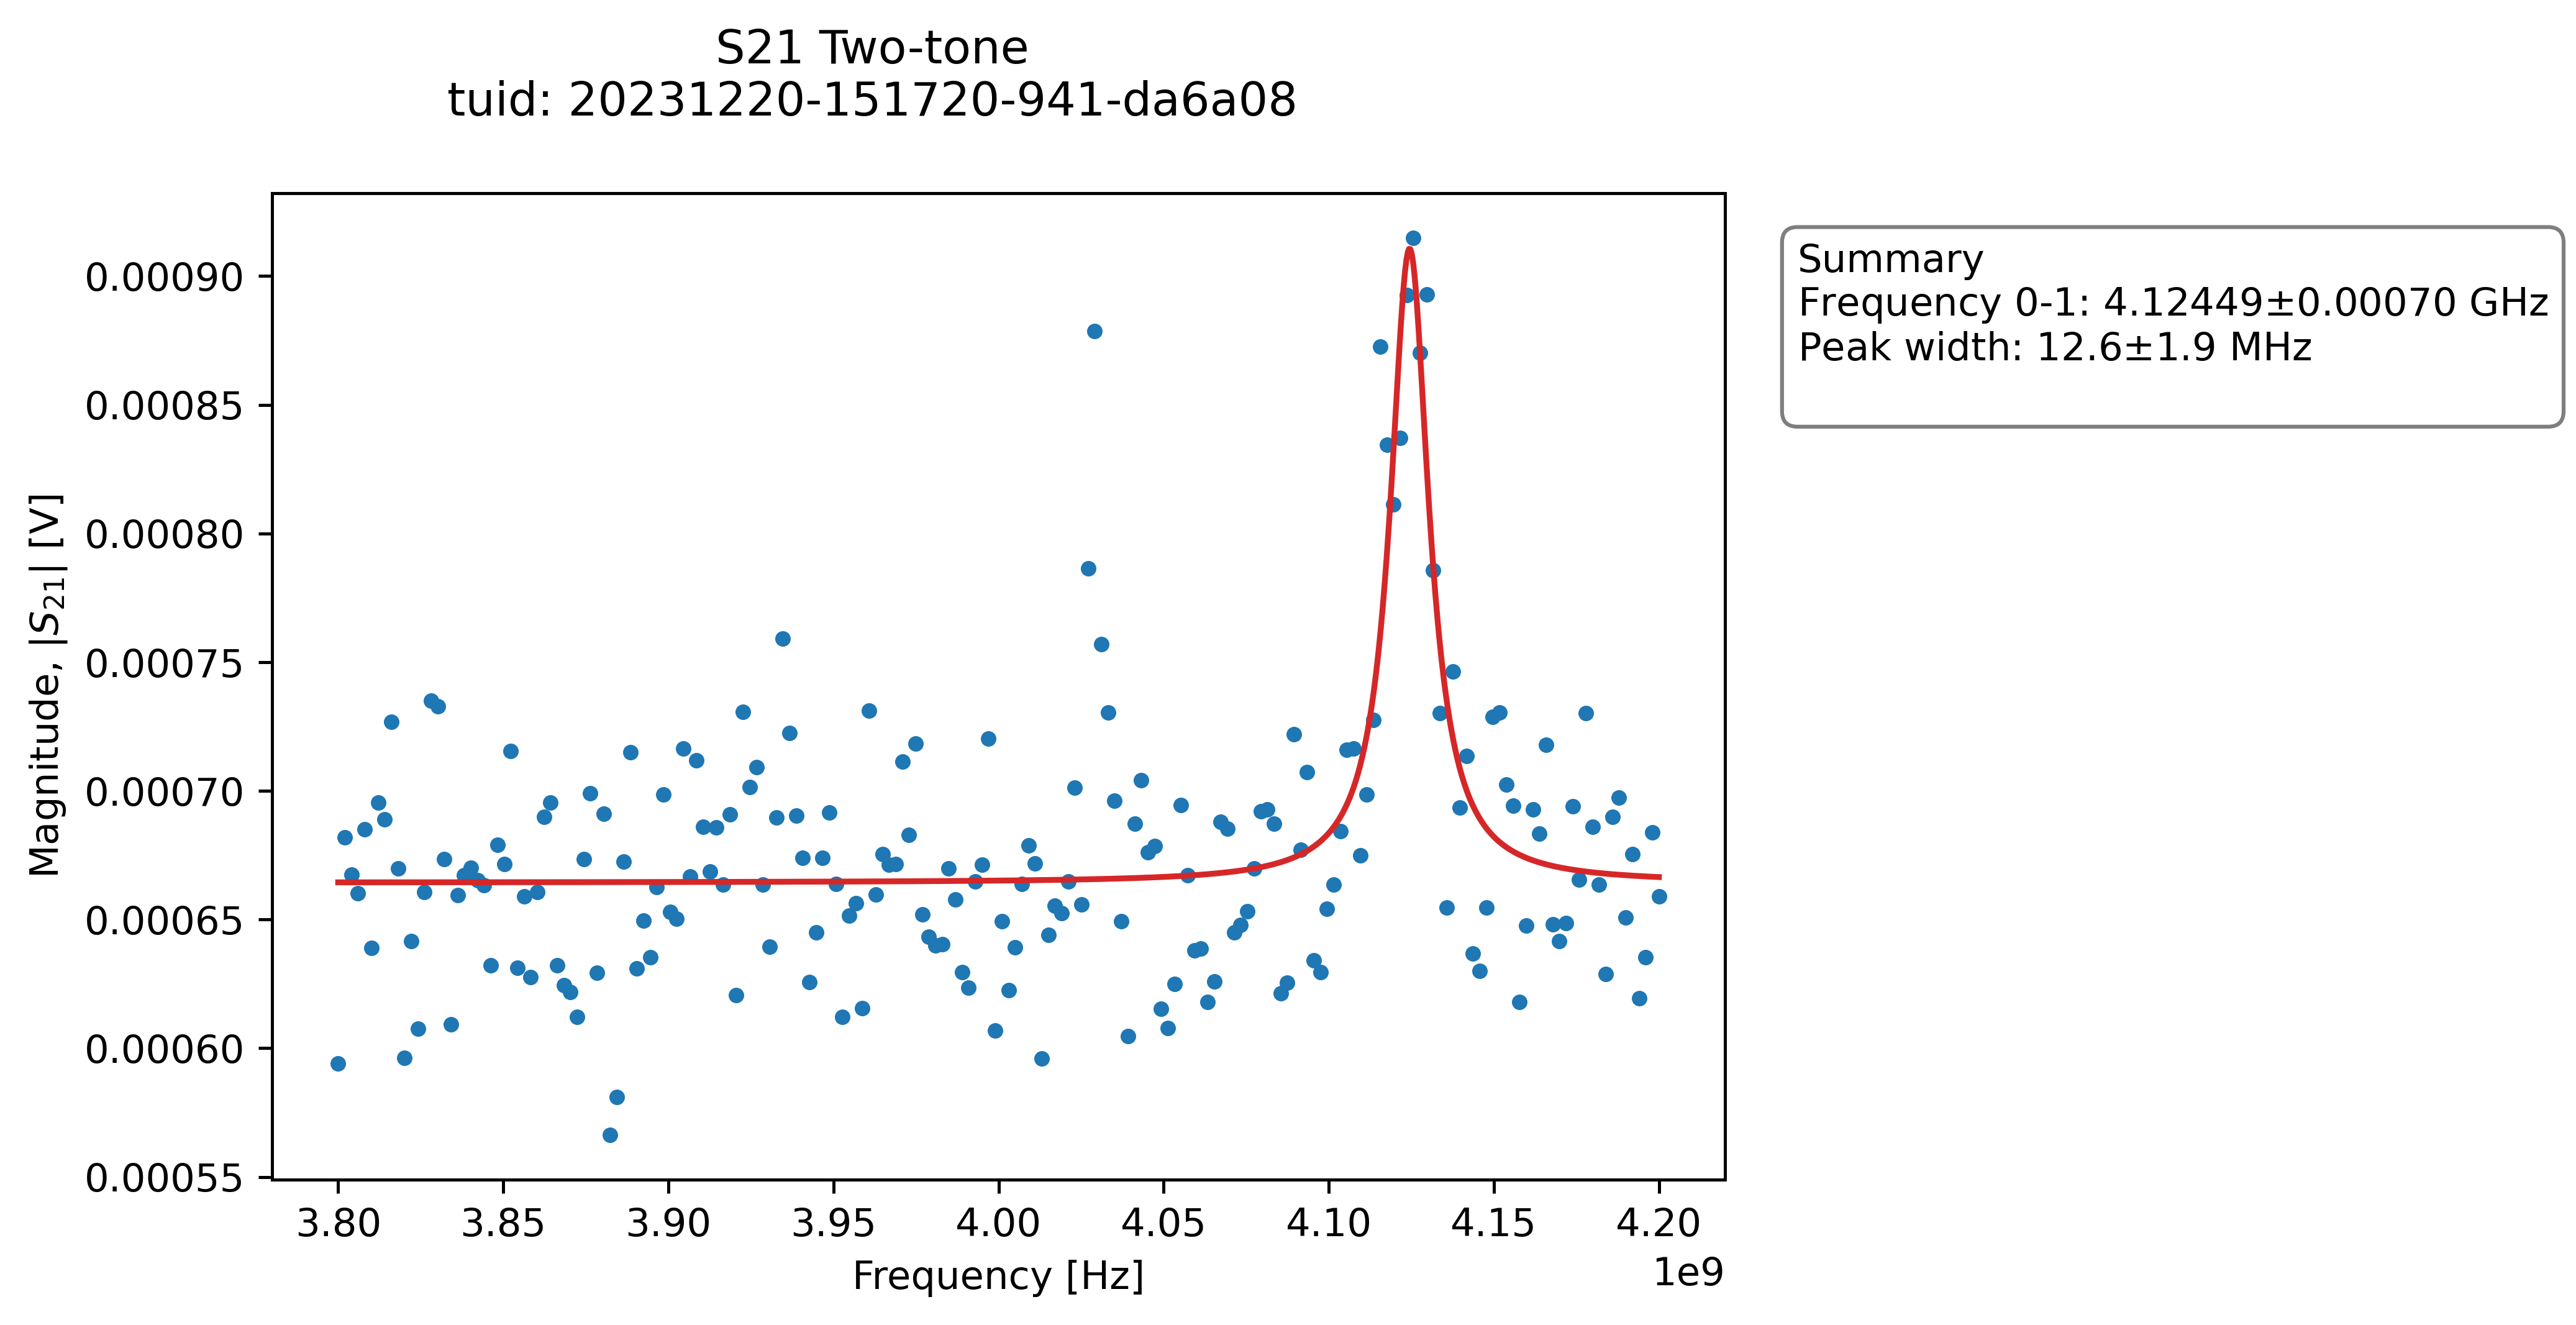 S21 Two-tone
tuid: 20231220-151720-941-da6a08
Summary
Frequency 0-1: 4.12449±0.00070 GHz
Peak width: 12.6±1.9 MHz
Magnitude, |S₂₁| [V]
0.00090
0.00085
0.00080
0.00075
0.00070
0.00065
0.00060
0.00055
3.80 3.85 3.90 3.95 4.00 4.05 4.10 4.15 4.20
1e9
Frequency [Hz]